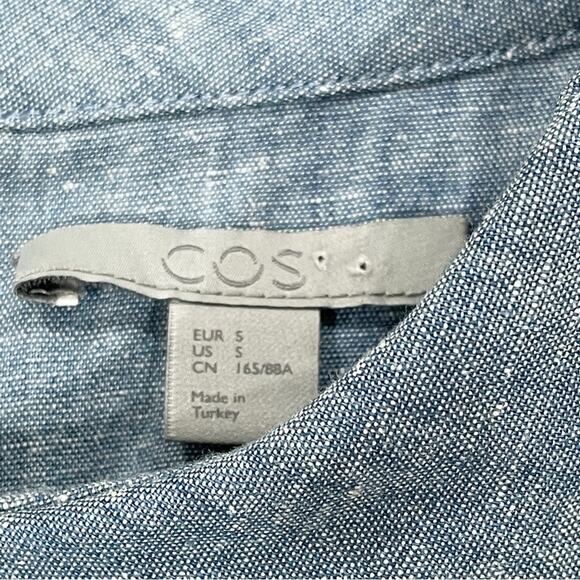 COS
EUR S
US S
CN 165/88A
Made in
Turkey